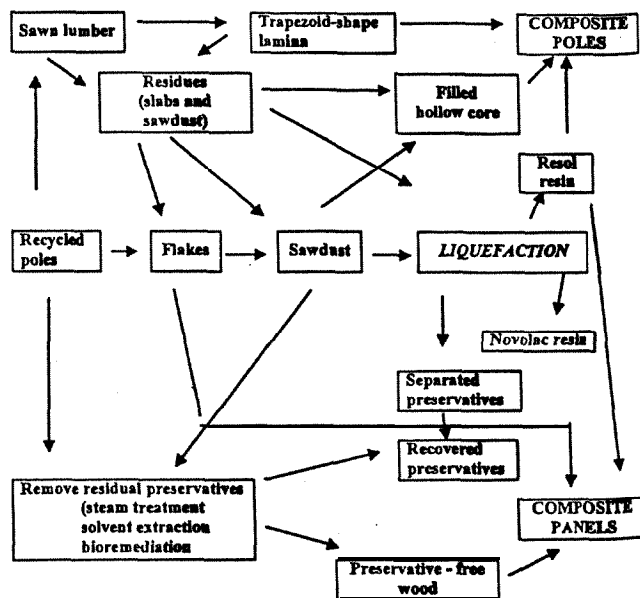 Sawn lumber
Trapezoid-shape
lamina
COMPOSITE
POLES
Residues
(slabs and
sawdust)
Filled
hollow core
Resol
resin
Recycled
poles
Flakes
Sawdust
LIQUEFACTION
Novolac resin
Separated
preservatives
Recovered
preservatives
Remove residual preservatives
(steam treatment
solvent extraction
bioremediation
COMPOSITE
PANELS
Preservative - free
wood